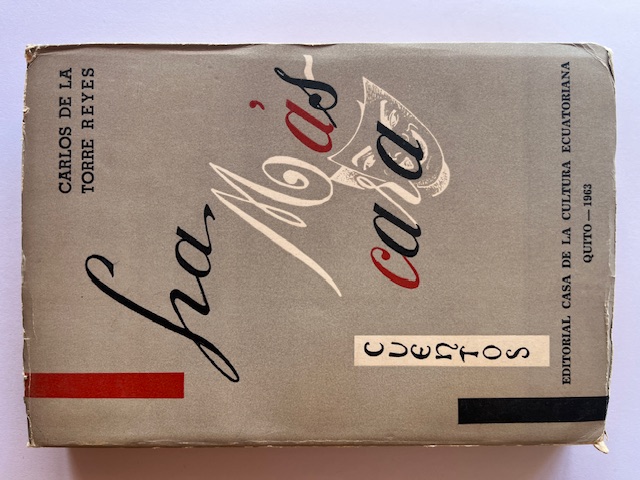 CARLOS DE LA
TORRE REYES
La
Más
cara
CUENTOS
EDITORIAL CASA DE LA CULTURA ECUATORIANA
QUITO — 1963